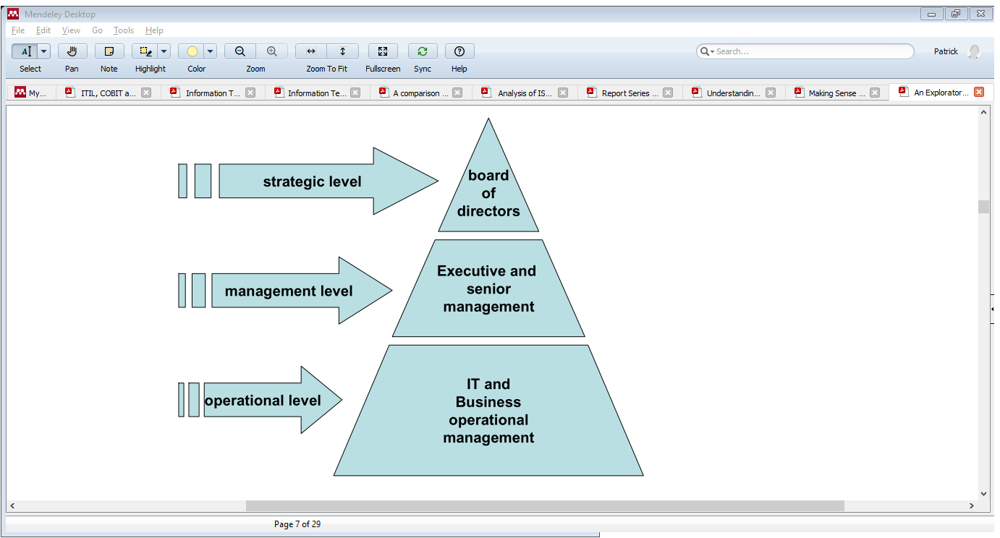 Mendeley Desktop
File Edit View Go Tools Help
Search... Patrick
Select Pan Note Highlight Color Zoom Zoom To Fit Fullscreen Sync Help
My... ITIL, COBIT a... Information T... Information Te... A comparison ... Analysis of IS... Report Series ... Understandin... Making Sense ... An Explorator...
strategic level
board
of
directors
management level
Executive and
senior
management
operational level
IT and
Business
operational
management
Page 7 of 29